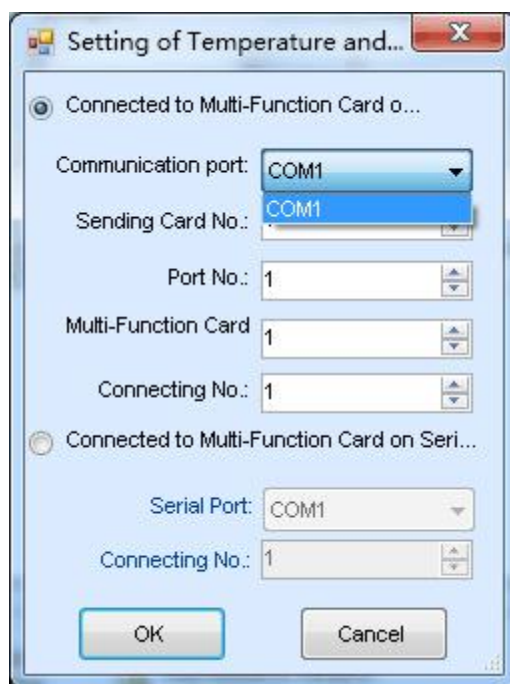 Setting of Temperature and...
Connected to Multi-Function Card o...
Communication port: COM1
COM1
Sending Card No.:
Port No.: 1
Multi-Function Card 1
Connecting No.: 1
Connected to Multi-Function Card on Seri...
Serial Port: COM1
Connecting No.: 1
OK Cancel